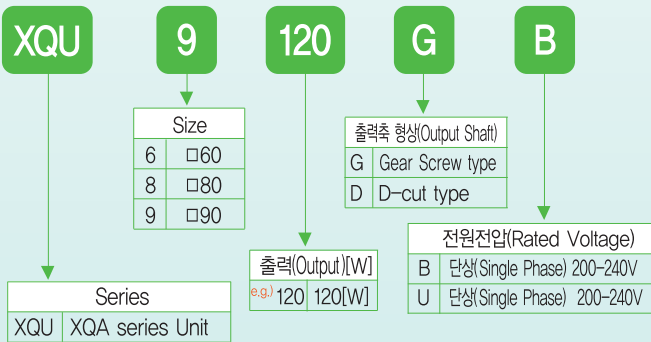 XQU 9 120 G B
Size
6 □60
8 □80
9 □90
출력축 형상(Output Shaft)
G Gear Screw type
D D-cut type
전원전압(Rated Voltage)
B 단상(Single Phase) 200-240V
U 단상(Single Phase) 200-240V
출력(Output)[W]
e.g.) 120 120[W]
Series
XQU XQA series Unit